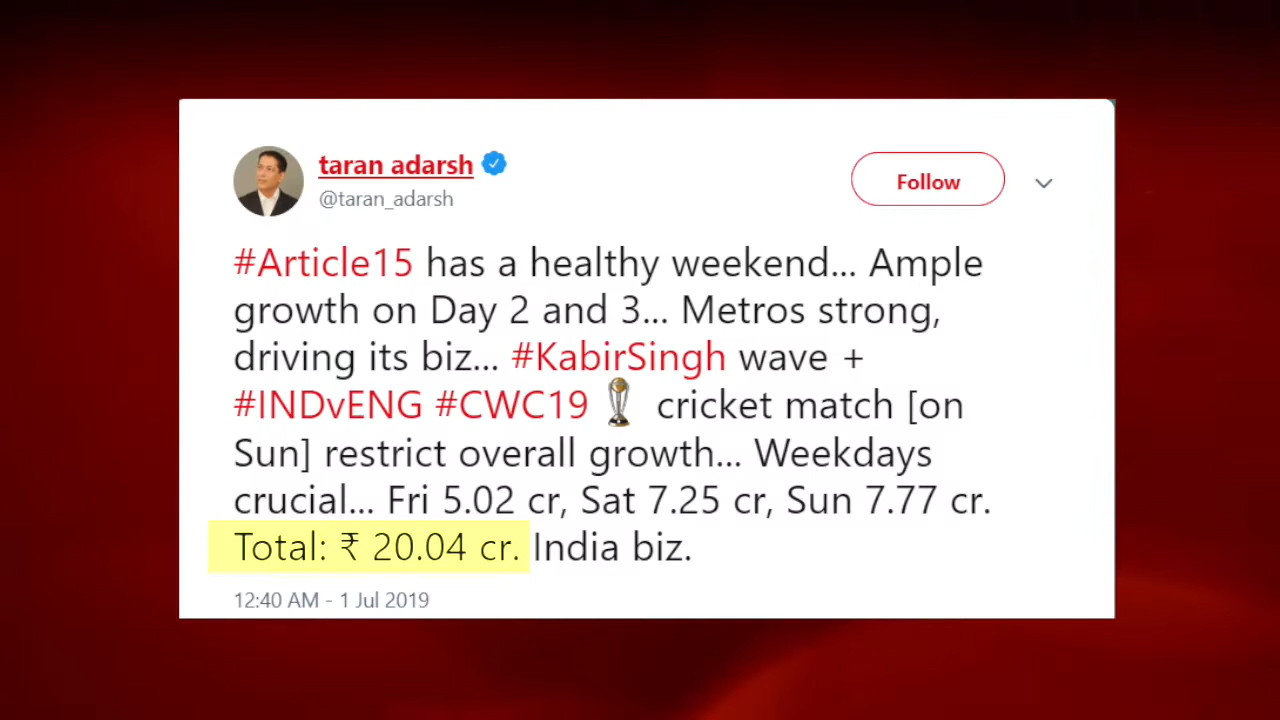 taran adarsh
@taran_adarsh
Follow
#Article15 has a healthy weekend... Ample
growth on Day 2 and 3... Metros strong,
driving its biz... #KabirSingh wave +
#INDvENG #CWC19 🏆 cricket match [on
Sun] restrict overall growth... Weekdays
crucial... Fri 5.02 cr, Sat 7.25 cr, Sun 7.77 cr.
Total: ₹ 20.04 cr. India biz.
12:40 AM - 1 Jul 2019